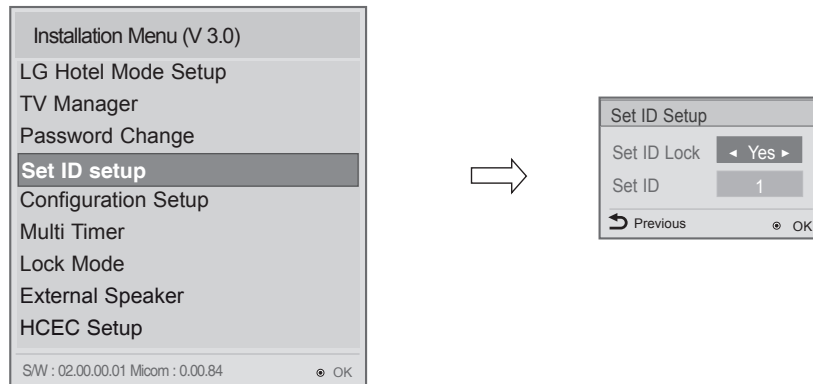 Installation Menu (V 3.0)
LG Hotel Mode Setup
TV Manager
Password Change
Set ID setup
Configuration Setup
Multi Timer
Lock Mode
External Speaker
HCEC Setup
S/W : 02.00.00.01 Micom : 0.00.84 ◉ OK
Set ID Setup
Set ID Lock ◄ Yes ►
Set ID 1
Previous ◉ OK